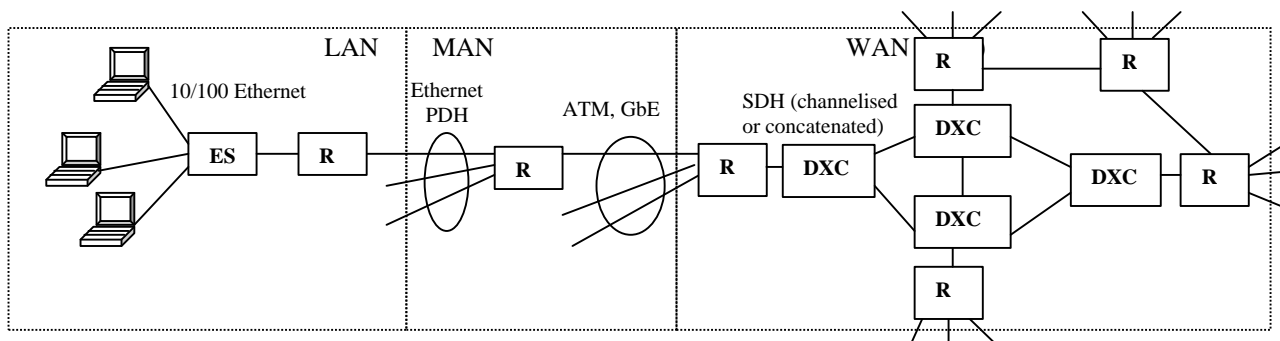 LAN
MAN
WAN
10/100 Ethernet
ES
R
Ethernet
PDH
R
ATM, GbE
R
SDH (channelised
or concatenated)
DXC
R
DXC
DXC
R
R
DXC
R